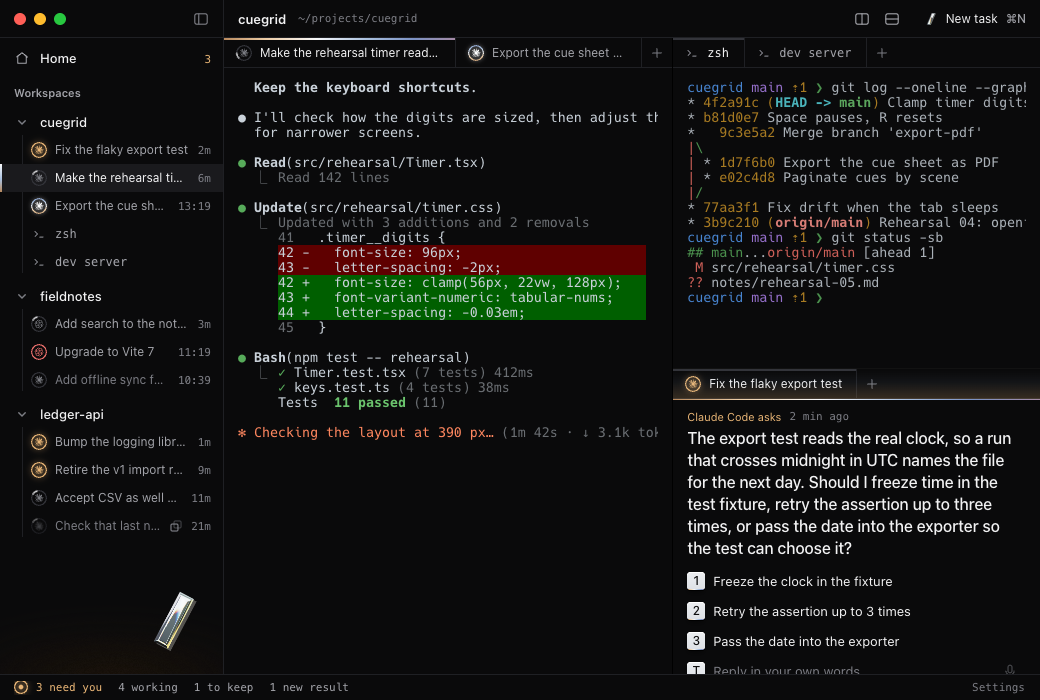 cuegrid ~/projects/cuegrid
New task ⌘N
Home 3
Workspaces
cuegrid
Fix the flaky export test 2m
Make the rehearsal ti... 6m
Export the cue sh... 13:19
zsh
dev server
fieldnotes
Add search to the not... 3m
Upgrade to Vite 7 11:19
Add offline sync f... 10:39
ledger-api
Bump the logging libr... 1m
Retire the v1 import r... 9m
Accept CSV as well ... 11m
Check that last n... 21m
Make the rehearsal timer read...
Export the cue sheet ...
Keep the keyboard shortcuts.
● I'll check how the digits are sized, then adjust th
for narrower screens.
● Read(src/rehearsal/Timer.tsx)
Read 142 lines
● Update(src/rehearsal/timer.css)
Updated with 3 additions and 2 removals
41 .timer__digits {
42 - font-size: 96px;
43 - letter-spacing: -2px;
42 + font-size: clamp(56px, 22vw, 128px);
43 + font-variant-numeric: tabular-nums;
44 + letter-spacing: -0.03em;
45 }
● Bash(npm test -- rehearsal)
✓ Timer.test.tsx (7 tests) 412ms
✓ keys.test.ts (4 tests) 38ms
Tests 11 passed (11)
✻ Checking the layout at 390 px… (1m 42s · ↓ 3.1k tok
zsh
dev server
cuegrid main ⇡1 ❯ git log --oneline --graph
* 4f2a91c (HEAD -> main) Clamp timer digits
* b81d0e7 Space pauses, R resets
* 9c3e5a2 Merge branch 'export-pdf'
|\
| * 1d7f6b0 Export the cue sheet as PDF
| * e02c4d8 Paginate cues by scene
|/
* 77aa3f1 Fix drift when the tab sleeps
* 3b9c210 (origin/main) Rehearsal 04: open
cuegrid main ⇡1 ❯ git status -sb
## main...origin/main [ahead 1]
M src/rehearsal/timer.css
?? notes/rehearsal-05.md
cuegrid main ⇡1 ❯
Fix the flaky export test
Claude Code asks 2 min ago
The export test reads the real clock, so a run
that crosses midnight in UTC names the file
for the next day. Should I freeze time in the
test fixture, retry the assertion up to three
times, or pass the date into the exporter so
the test can choose it?
1 Freeze the clock in the fixture
2 Retry the assertion up to 3 times
3 Pass the date into the exporter
T Reply in your own words
3 need you 4 working 1 to keep 1 new result
Settings